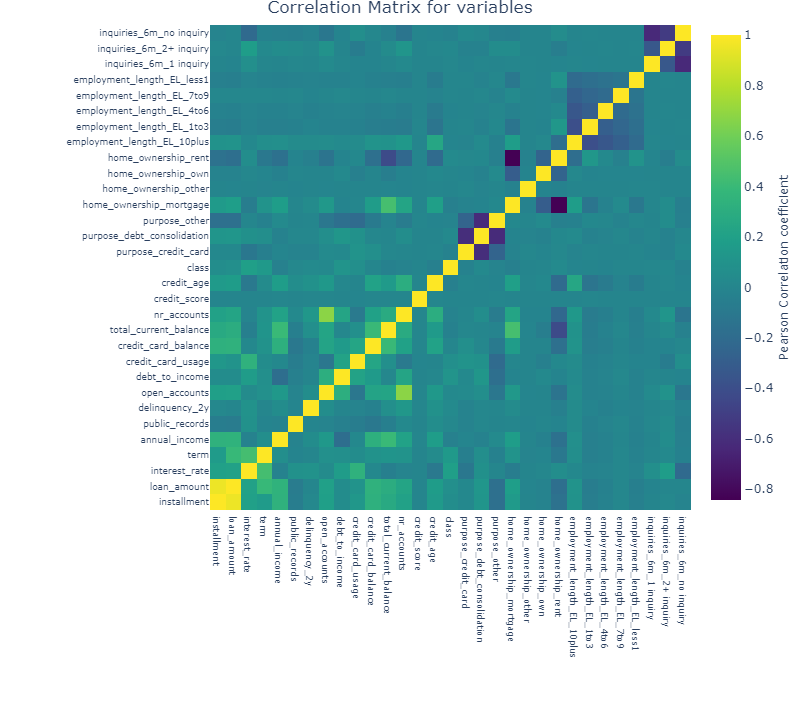 Correlation Matrix for variables
inquiries_6m_no inquiry
inquiries_6m_2+ inquiry
inquiries_6m_1 inquiry
employment_length_EL_less1
employment_length_EL_7to9
employment_length_EL_4to6
employment_length_EL_1to3
employment_length_EL_10plus
home_ownership_rent
home_ownership_own
home_ownership_other
home_ownership_mortgage
purpose_other
purpose_debt_consolidation
purpose_credit_card
class
credit_age
credit_score
nr_accounts
total_current_balance
credit_card_balance
credit_card_usage
debt_to_income
open_accounts
delinquency_2y
public_records
annual_income
term
interest_rate
loan_amount
installment
installment
loan_amount
interest_rate
term
annual_income
public_records
delinquency_2y
open_accounts
debt_to_income
credit_card_usage
credit_card_balance
total_current_balance
nr_accounts
credit_score
credit_age
class
purpose_credit_card
purpose_debt_consolidation
purpose_other
home_ownership_mortgage
home_ownership_other
home_ownership_own
home_ownership_rent
employment_length_EL_10plus
employment_length_EL_1to3
employment_length_EL_4to6
employment_length_EL_7to9
employment_length_EL_less1
inquiries_6m_1 inquiry
inquiries_6m_2+ inquiry
inquiries_6m_no inquiry
1
0.8
0.6
0.4
0.2
0
−0.2
−0.4
−0.6
−0.8
Pearson Correlation coefficient